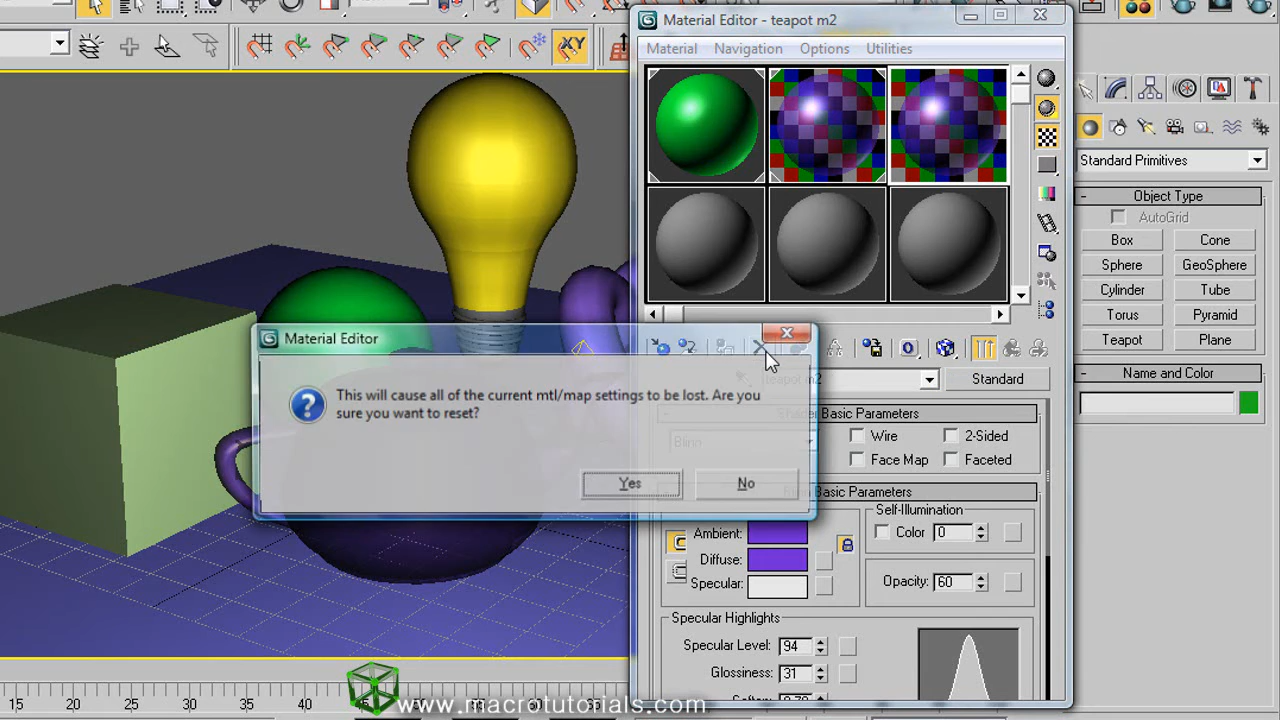 Material Editor - teapot m2
Material Navigation Options Utilities
XY
Standard Primitives
- Object Type
AutoGrid
Box Cone
Sphere GeoSphere
Cylinder Tube
Torus Pyramid
Teapot Plane
- Name and Color
Material Editor
This will cause all of the current mtl/map settings to be lost. Are you
sure you want to reset?
Yes No
teapot m2 Standard
Shader Basic Parameters
Blinn
Wire 2-Sided
Face Map Faceted
Basic Parameters
Self-Illumination
Ambient: Color 0
Diffuse:
Specular: Opacity: 60
Specular Highlights
Specular Level: 94
Glossiness: 31
15 20 25 30 35
www.macrotutorials.com